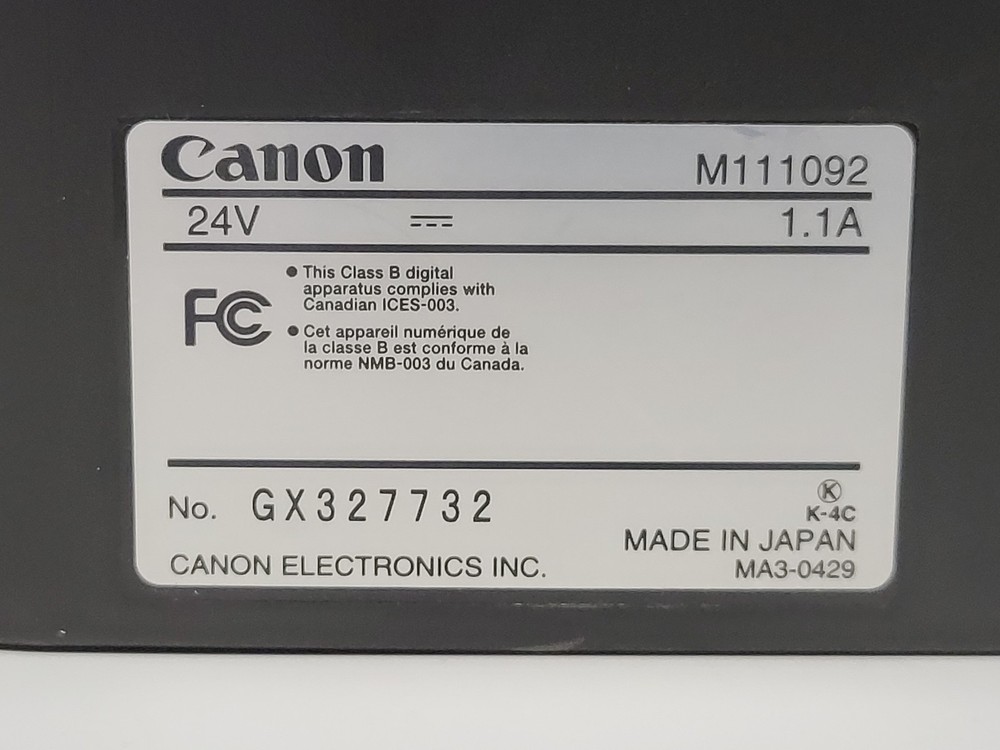 Canon M111092
24V ⎓ 1.1A
FC
● This Class B digital
apparatus complies with
Canadian ICES-003.
● Cet appareil numérique de
la classe B est conforme à la
norme NMB-003 du Canada.
K
K-4C
No. GX327732
MADE IN JAPAN
CANON ELECTRONICS INC. MA3-0429